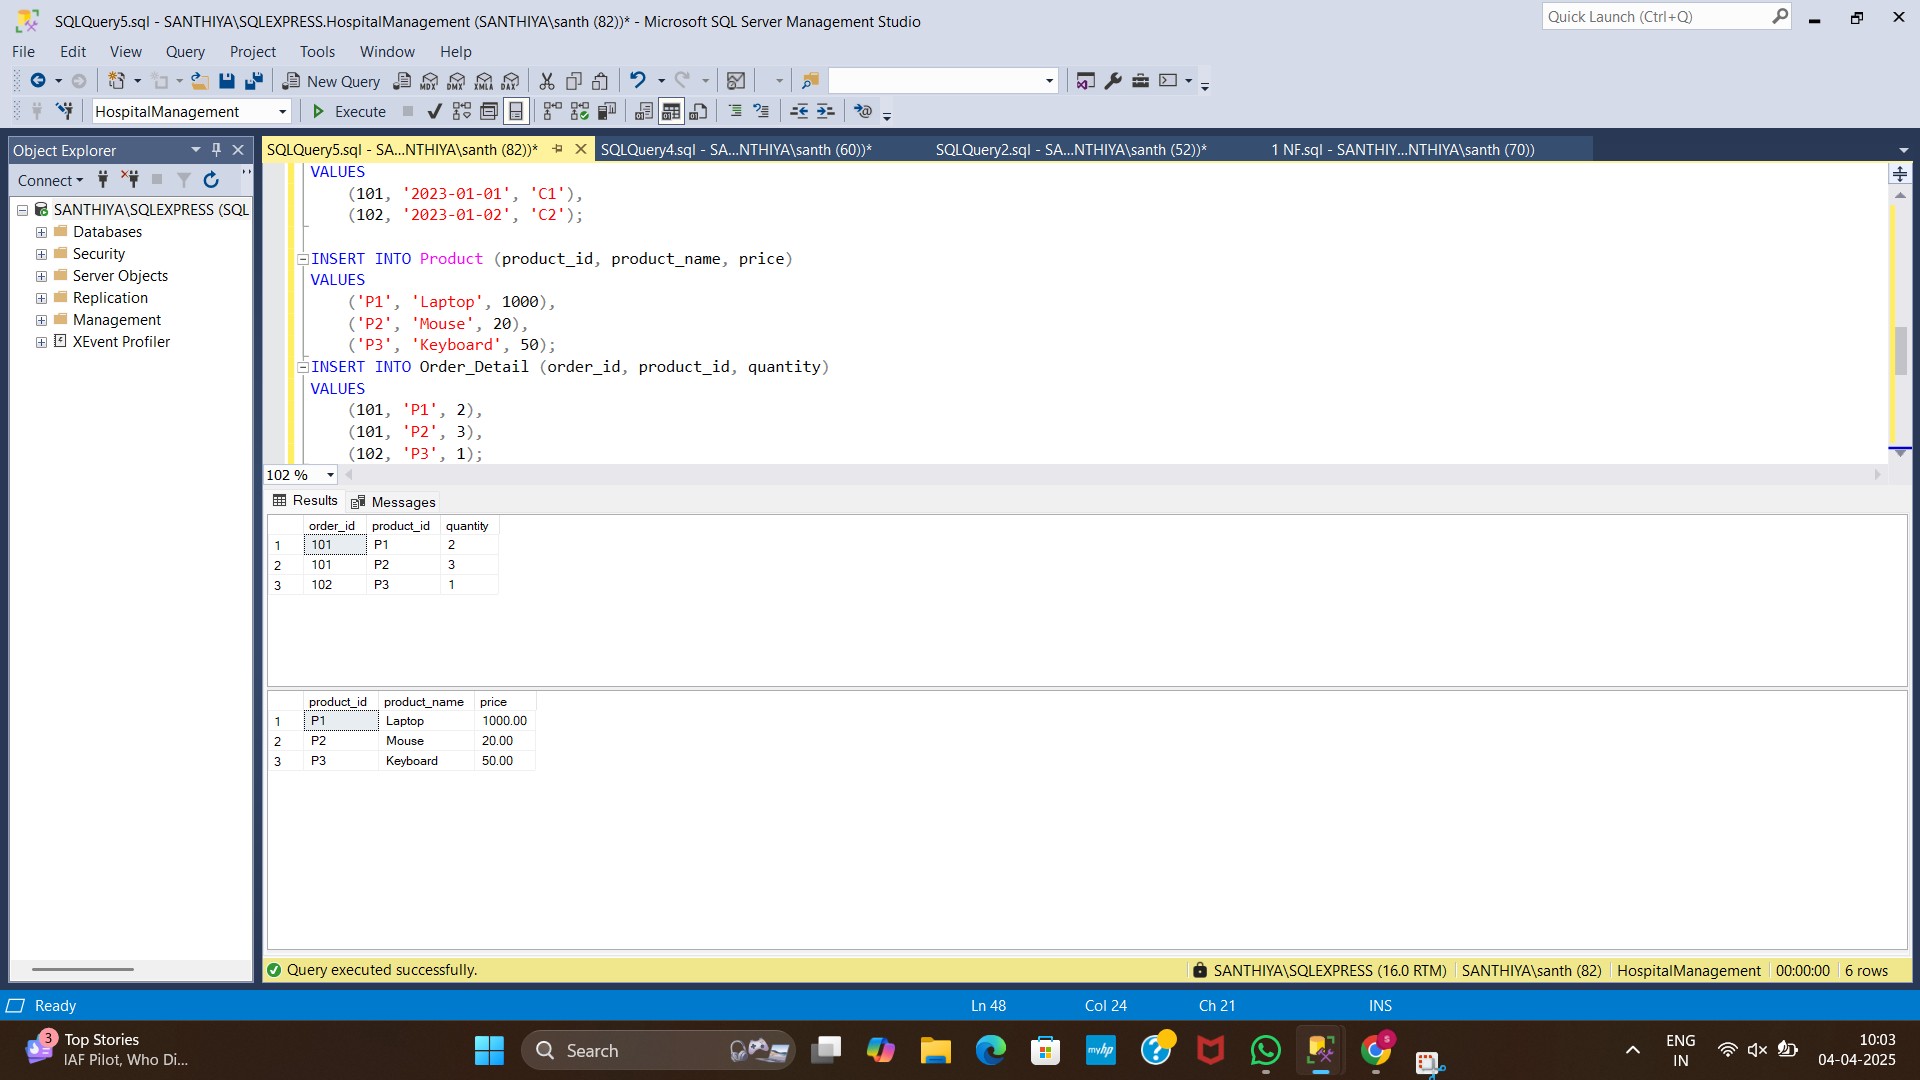 SQLQuery5.sql - SANTHIYA\SQLEXPRESS.HospitalManagement (SANTHIYA\santh (82))* - Microsoft SQL Server Management Studio
Quick Launch (Ctrl+Q)
File Edit View Query Project Tools Window Help
New Query MDX DMX XMLA DAX
HospitalManagement Execute
Object Explorer
Connect
SANTHIYA\SQLEXPRESS (SQL
Databases
Security
Server Objects
Replication
Management
XEvent Profiler
SQLQuery5.sql - SA...NTHIYA\santh (82))* SQLQuery4.sql - SA...NTHIYA\santh (60))* SQLQuery2.sql - SA...NTHIYA\santh (52))* 1 NF.sql - SANTHIY...NTHIYA\santh (70))
VALUES
(101, '2023-01-01', 'C1'),
(102, '2023-01-02', 'C2');
INSERT INTO Product (product_id, product_name, price)
VALUES
('P1', 'Laptop', 1000),
('P2', 'Mouse', 20),
('P3', 'Keyboard', 50);
INSERT INTO Order_Detail (order_id, product_id, quantity)
VALUES
(101, 'P1', 2),
(101, 'P2', 3),
(102, 'P3', 1);
102 %
Results Messages
order_id product_id quantity
1 101 P1 2
2 101 P2 3
3 102 P3 1
product_id product_name price
1 P1 Laptop 1000.00
2 P2 Mouse 20.00
3 P3 Keyboard 50.00
Query executed successfully. SANTHIYA\SQLEXPRESS (16.0 RTM) SANTHIYA\santh (82) HospitalManagement 00:00:00 6 rows
Ready Ln 48 Col 24 Ch 21 INS
3 Top Stories
IAF Pilot, Who Di...
Search
myhp
S
ENG
IN
10:03
04-04-2025